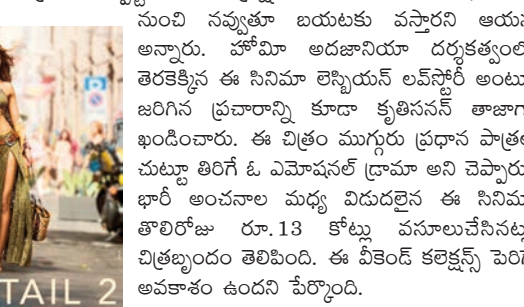 నుంచి నవ్వుతూ బయటకు వస్తారని ఆయన
అన్నారు. హోమీ అదజానియా దర్శకత్వంలో
తెరకెక్కిన ఈ సినిమా లెస్బియన్ లవ్‌స్టోరీ అంటూ
జరిగిన ప్రచారాన్ని కూడా కృతిసనన్ తాజాగా
ఖండించారు. ఈ చిత్రం ముగ్గురు ప్రధాన పాత్రల
చుట్టూ తిరిగే ఓ ఎమోషనల్ డ్రామా అని చెప్పారు.
భారీ అంచనాల మధ్య విడుదలైన ఈ సినిమా
తొలిరోజు రూ.13 కోట్లు వసూలుచేసినట్లు
చిత్రబృందం తెలిపింది. ఈ వీకెండ్ కలెక్షన్స్ పెరిగే
అవకాశం ఉందని పేర్కొంది.
TAIL 2